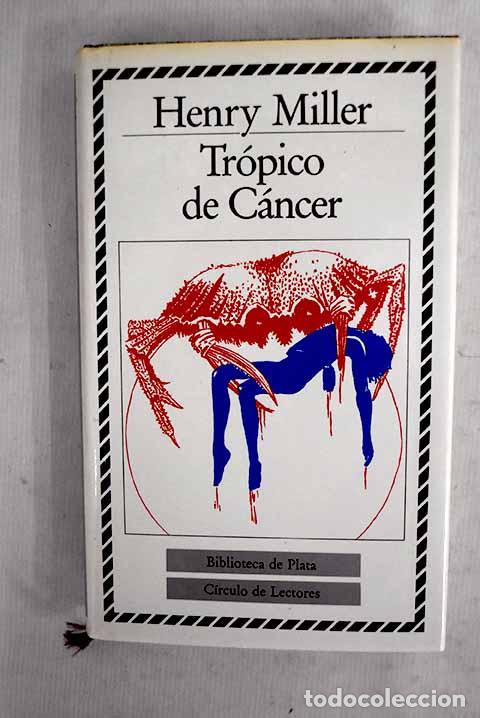 Henry Miller
Trópico
de Cáncer
Biblioteca de Plata
Círculo de Lectores
todocoleccion